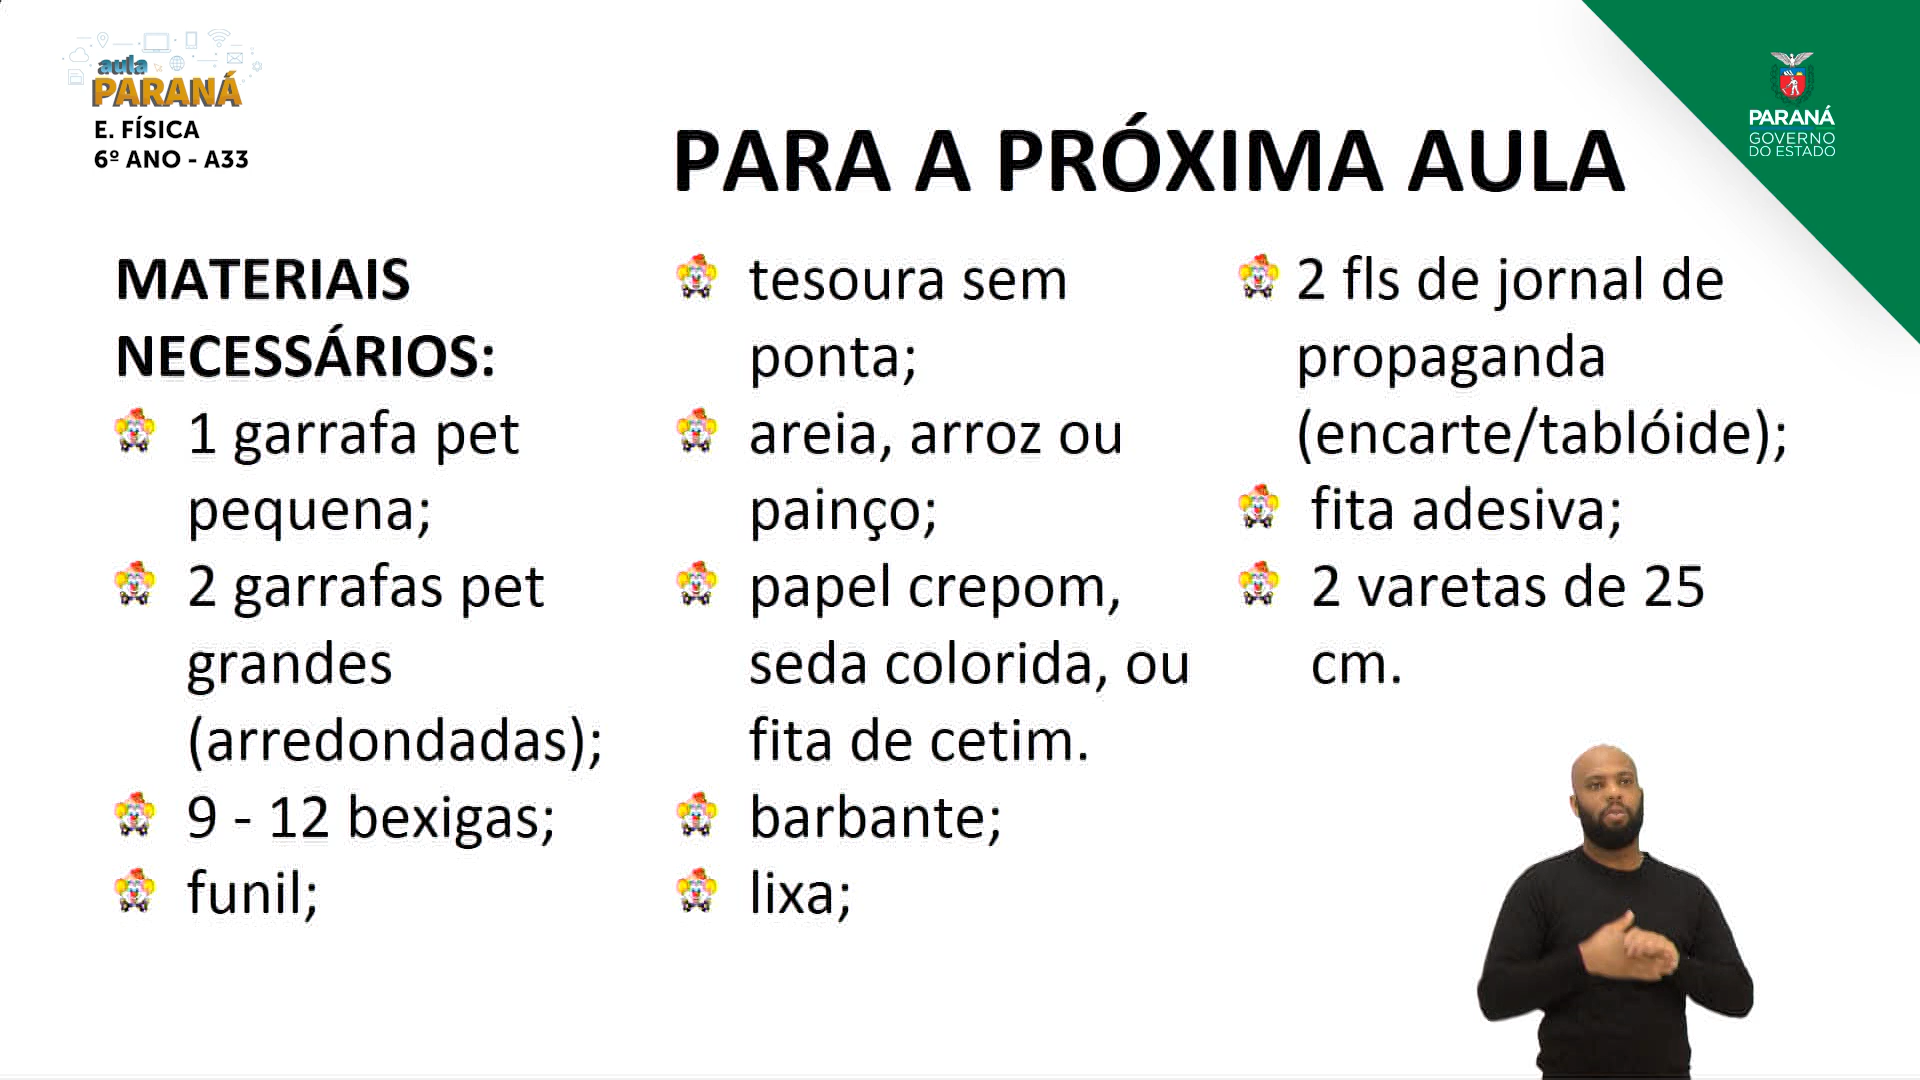 aula
PARANÁ
E. FÍSICA
6º ANO - A33
PARANÁ
GOVERNO
DO ESTADO
PARA A PRÓXIMA AULA
MATERIAIS
NECESSÁRIOS:
1 garrafa pet
pequena;
2 garrafas pet
grandes
(arredondadas);
9 - 12 bexigas;
funil;
tesoura sem
ponta;
areia, arroz ou
painço;
papel crepom,
seda colorida, ou
fita de cetim.
barbante;
lixa;
2 fls de jornal de
propaganda
(encarte/tablóide);
fita adesiva;
2 varetas de 25
cm.